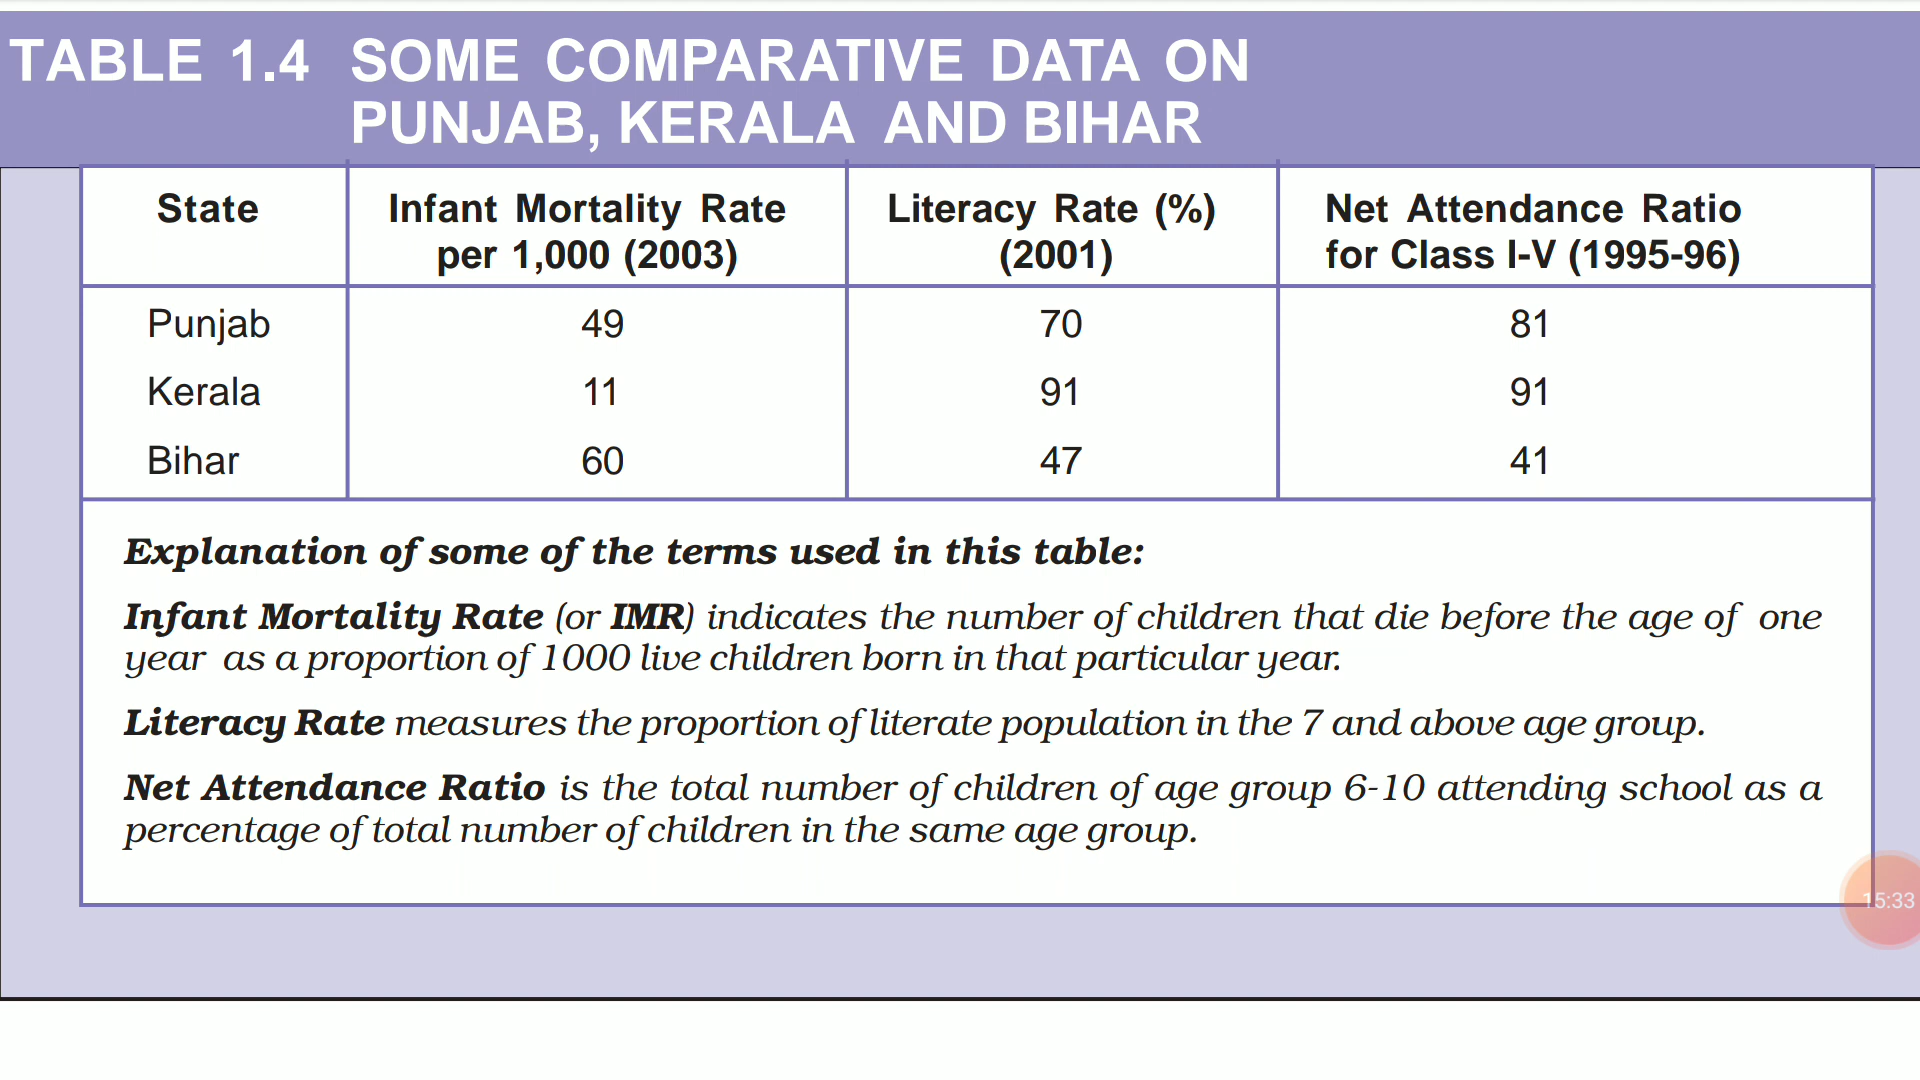 TABLE 1.4 SOME COMPARATIVE DATA ON
PUNJAB, KERALA AND BIHAR
State Infant Mortality Rate per 1,000 (2003) Literacy Rate (%) (2001) Net Attendance Ratio for Class I-V (1995-96)
Punjab 49 70 81
Kerala 11 91 91
Bihar 60 47 41
Explanation of some of the terms used in this table:
Infant Mortality Rate (or IMR) indicates the number of children that die before the age of one
year as a proportion of 1000 live children born in that particular year.
Literacy Rate measures the proportion of literate population in the 7 and above age group.
Net Attendance Ratio is the total number of children of age group 6-10 attending school as a
percentage of total number of children in the same age group.
15:33